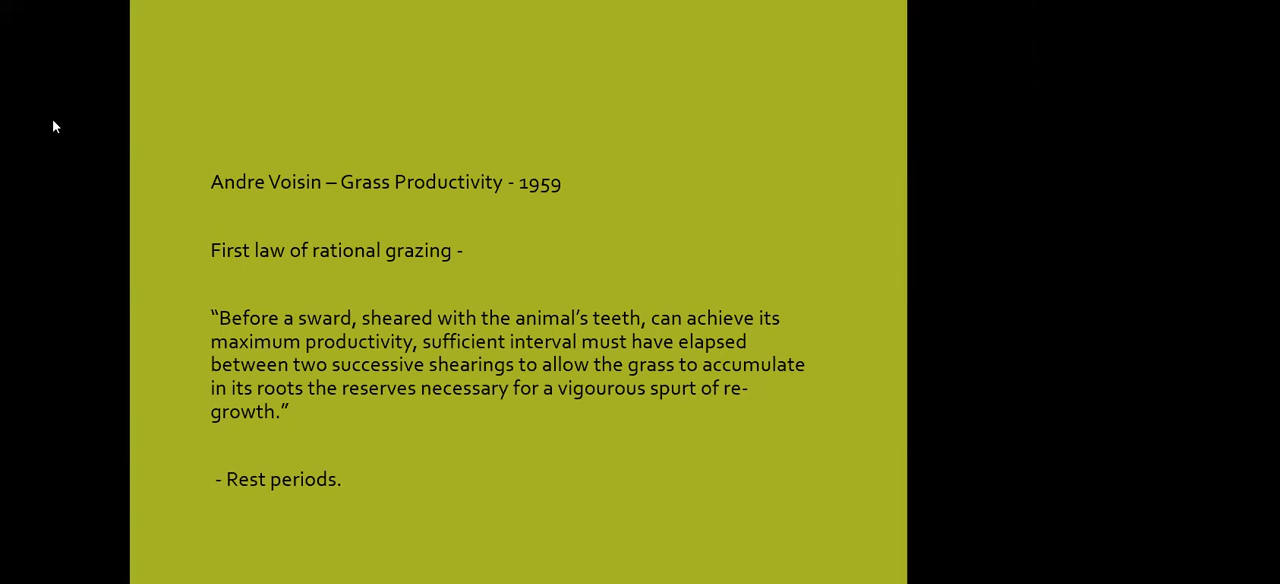 Andre Voisin – Grass Productivity - 1959
First law of rational grazing -
“Before a sward, sheared with the animal’s teeth, can achieve its
maximum productivity, sufficient interval must have elapsed
between two successive shearings to allow the grass to accumulate
in its roots the reserves necessary for a vigourous spurt of re-
growth.”
- Rest periods.